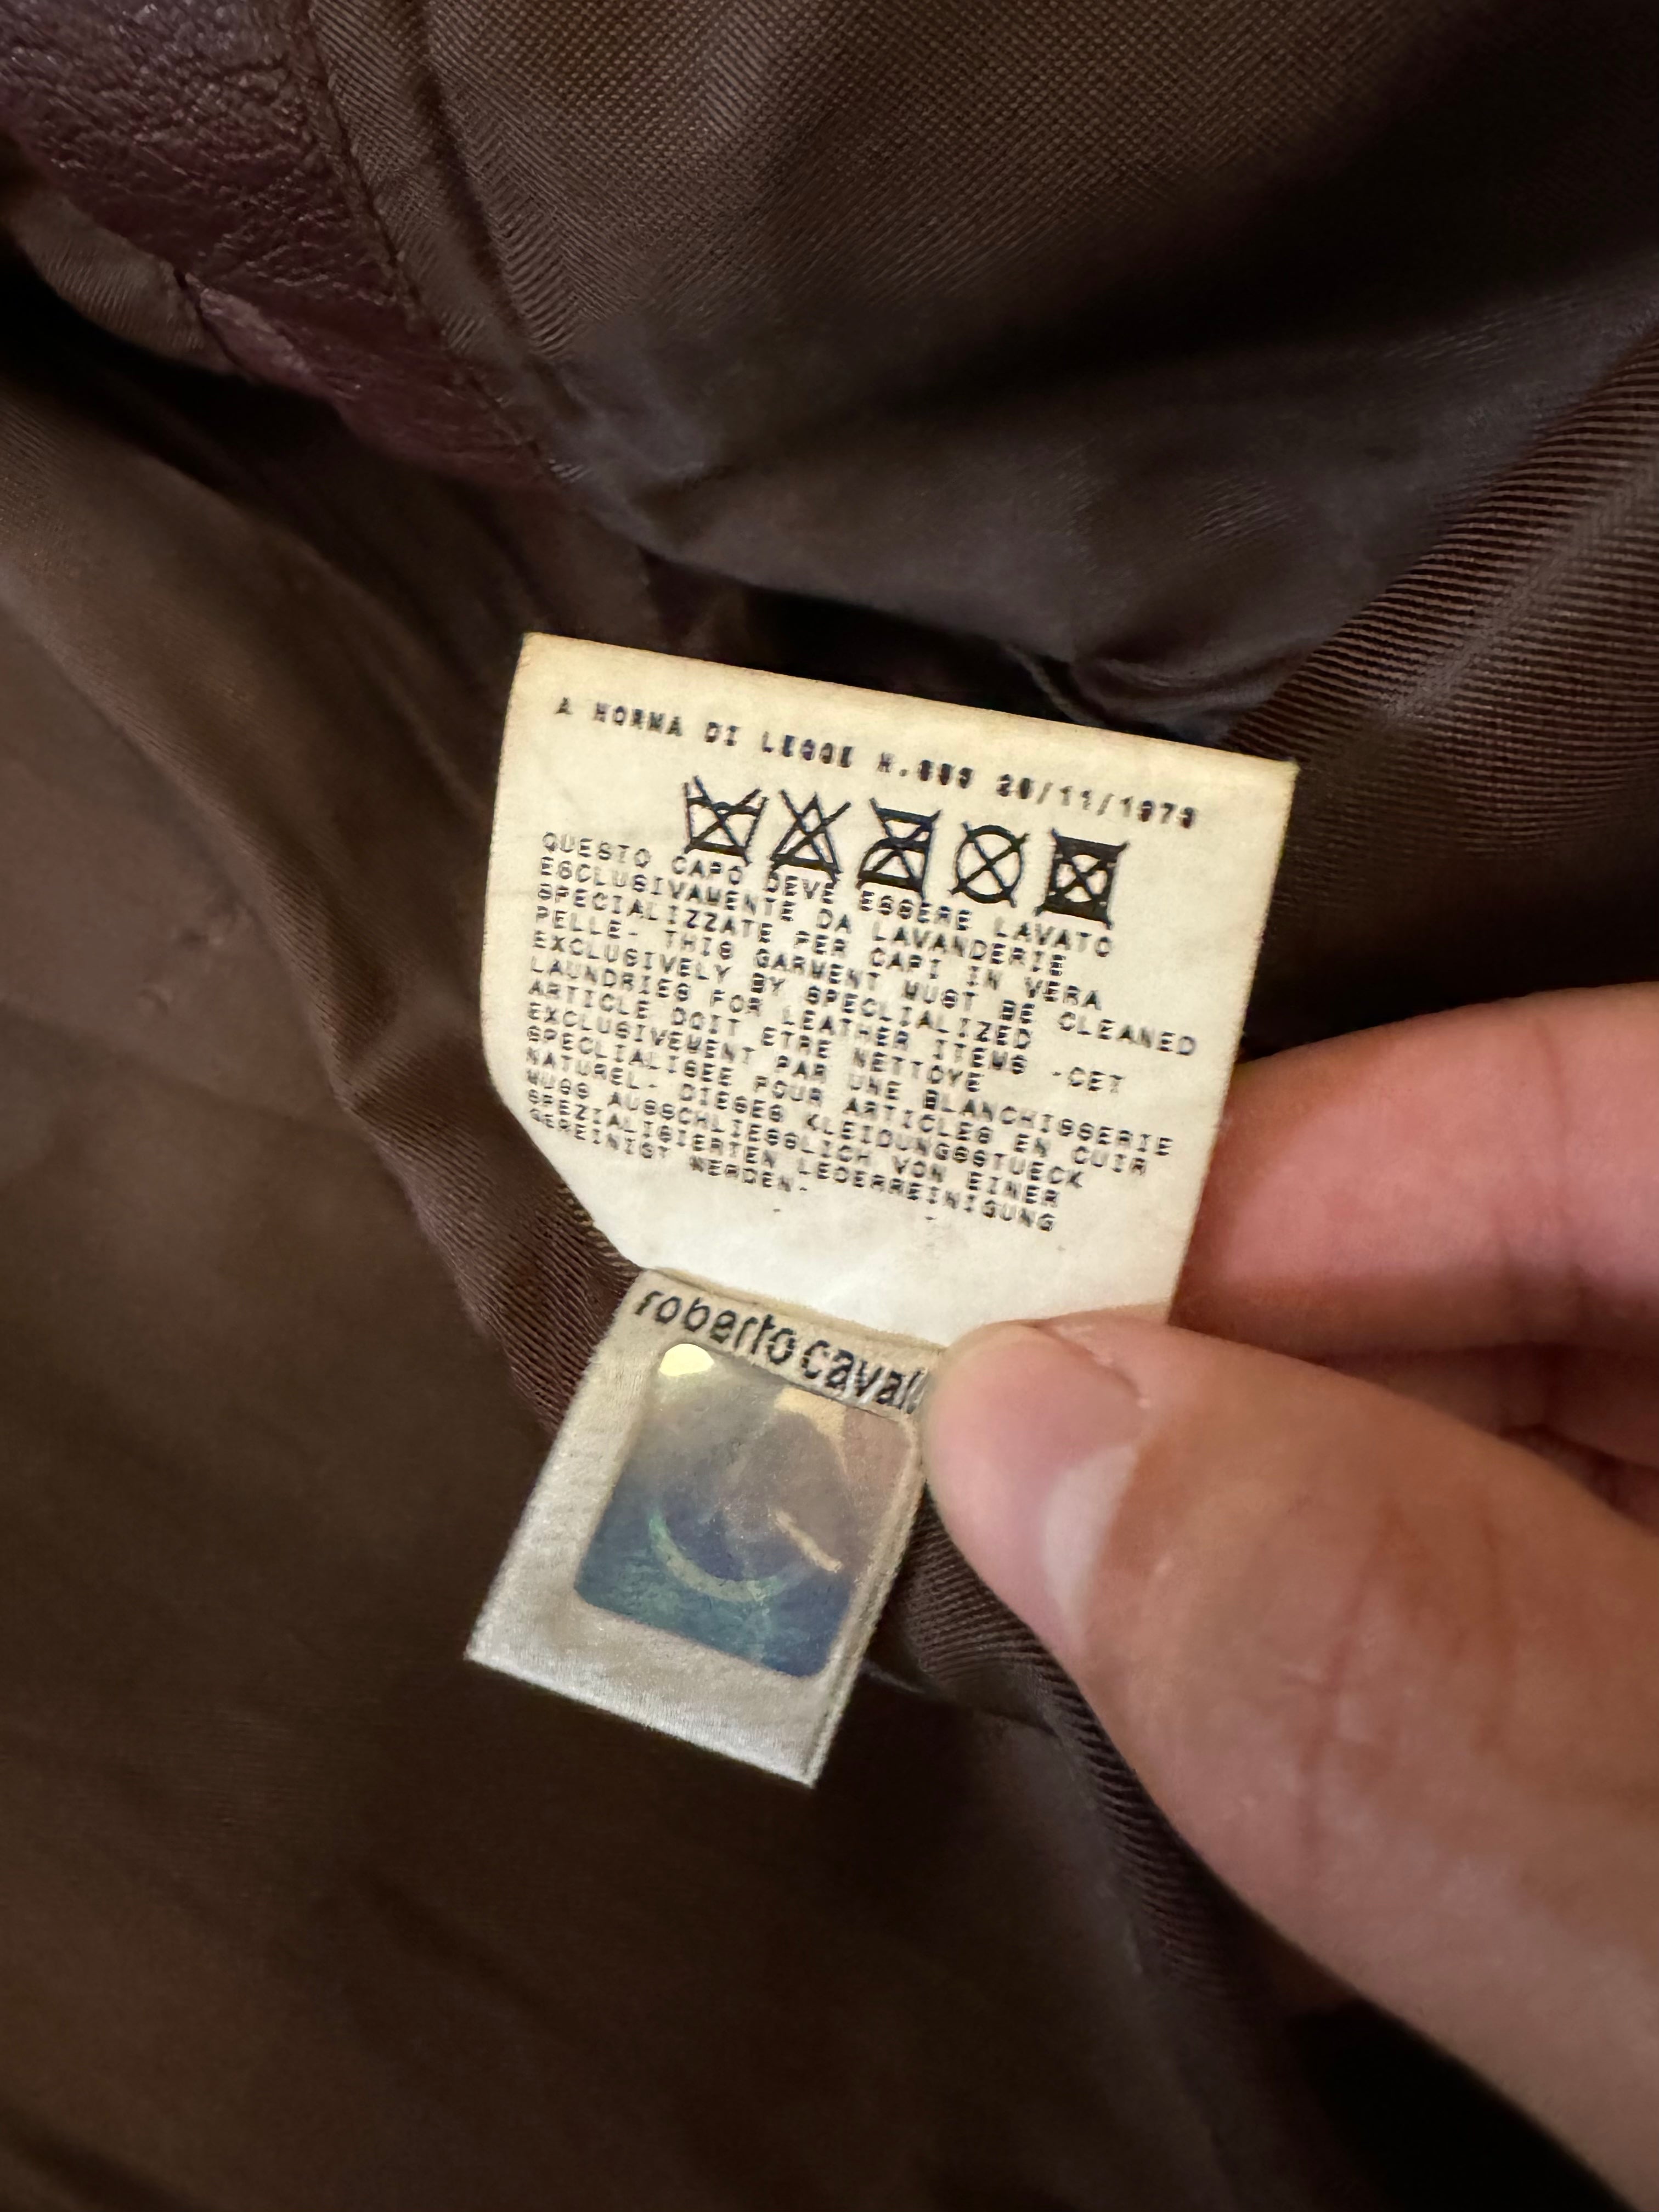 A NORMA DI LEGGE N.883 26/11/1973
QUESTO CAPO DEVE ESSERE LAVATO
ESCLUSIVAMENTE DA LAVANDERIE
SPECIALIZZATE PER CAPI IN VERA
PELLE- THIS GARMENT MUST BE CLEANED
EXCLUSIVELY BY SPECLIALIZED
LAUNDRIES FOR LEATHER ITEMS -CET
ARTICLE DOIT ETRE NETTOYE
EXCLUSIVEMENT PAR UNE BLANCHISSERIE
SPECLIALISEE POUR ARTICLES EN CUIR
NATUREL- DIESES KLEIDUNGSSTUECK
MUSS AUSSCHLIESSLICH VON EINER
SPEZIALISIERTEN LEDERREINIGUNG
GEREINIGT WERDEN-
roberto caval